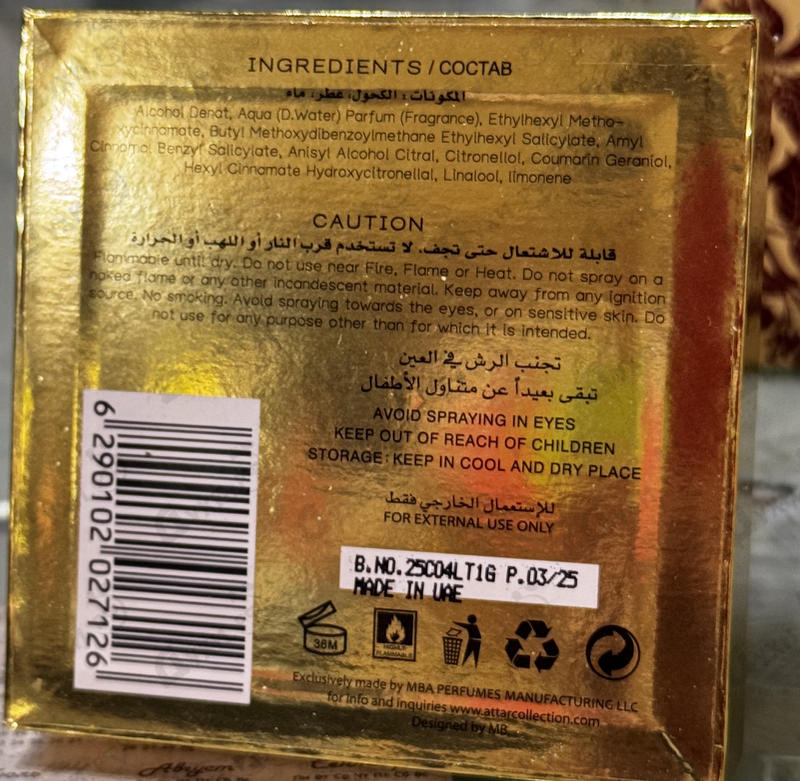 INGREDIENTS / СОСТАВ
المكونات: الكحول، عطر، ماء
Alcohol Denat, Aqua (D.Water) Parfum (Fragrance), Ethylhexyl Metho-
xycinnamate, Butyl Methoxydibenzoylmethane Ethylhexyl Salicylate, Amyl
Cinnamal Benzyl Salicylate, Anisyl Alcohol Citral, Citronellol, Coumarin Geraniol,
Hexyl Cinnamate Hydroxycitronellal, Linalool, limonene
CAUTION
قابلة للاشتعال حتى تجف. لا تستخدم قرب النار أو اللهب أو الحرارة
Flammable until dry. Do not use near Fire, Flame or Heat. Do not spray on a
naked flame or any other incandescent material. Keep away from any ignition
source. No smoking. Avoid spraying towards the eyes, or on sensitive skin. Do
not use for any purpose other than for which it is intended.
تجنب الرش في العين
تبقى بعيداً عن متناول الأطفال
AVOID SPRAYING IN EYES
KEEP OUT OF REACH OF CHILDREN
STORAGE: KEEP IN COOL AND DRY PLACE
للإستعمال الخارجي فقط
FOR EXTERNAL USE ONLY
B.NO.25C04LT1G P.03/25
MADE IN UAE
36M
HIGHLY
FLAMMABLE
Exclusively made by MBA PERFUMES MANUFACTURING LLC
for Info and Inquiries www.attarcollection.com
Designed by MB
6 290102 027126